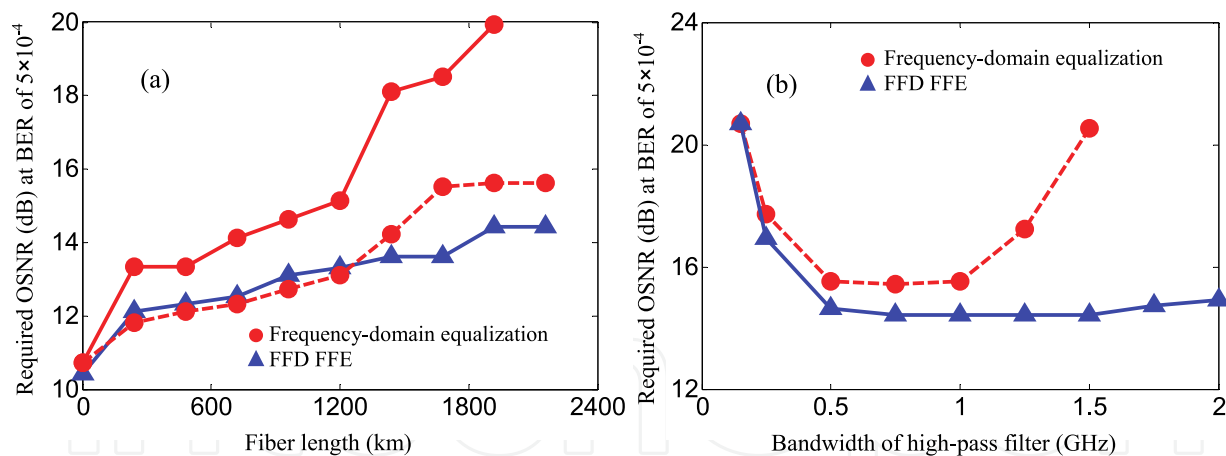 Required OSNR (dB) at BER of 5×10⁻⁴
20
18
16
14
12
10
(a)
Frequency-domain equalization
FFD FFE
0
600
1200
1800
2400
Fiber length (km)
Required OSNR (dB) at BER of 5×10⁻⁴
24
20
16
12
(b)
Frequency-domain equalization
FFD FFE
0
0.5
1
1.5
2
Bandwidth of high-pass filter (GHz)